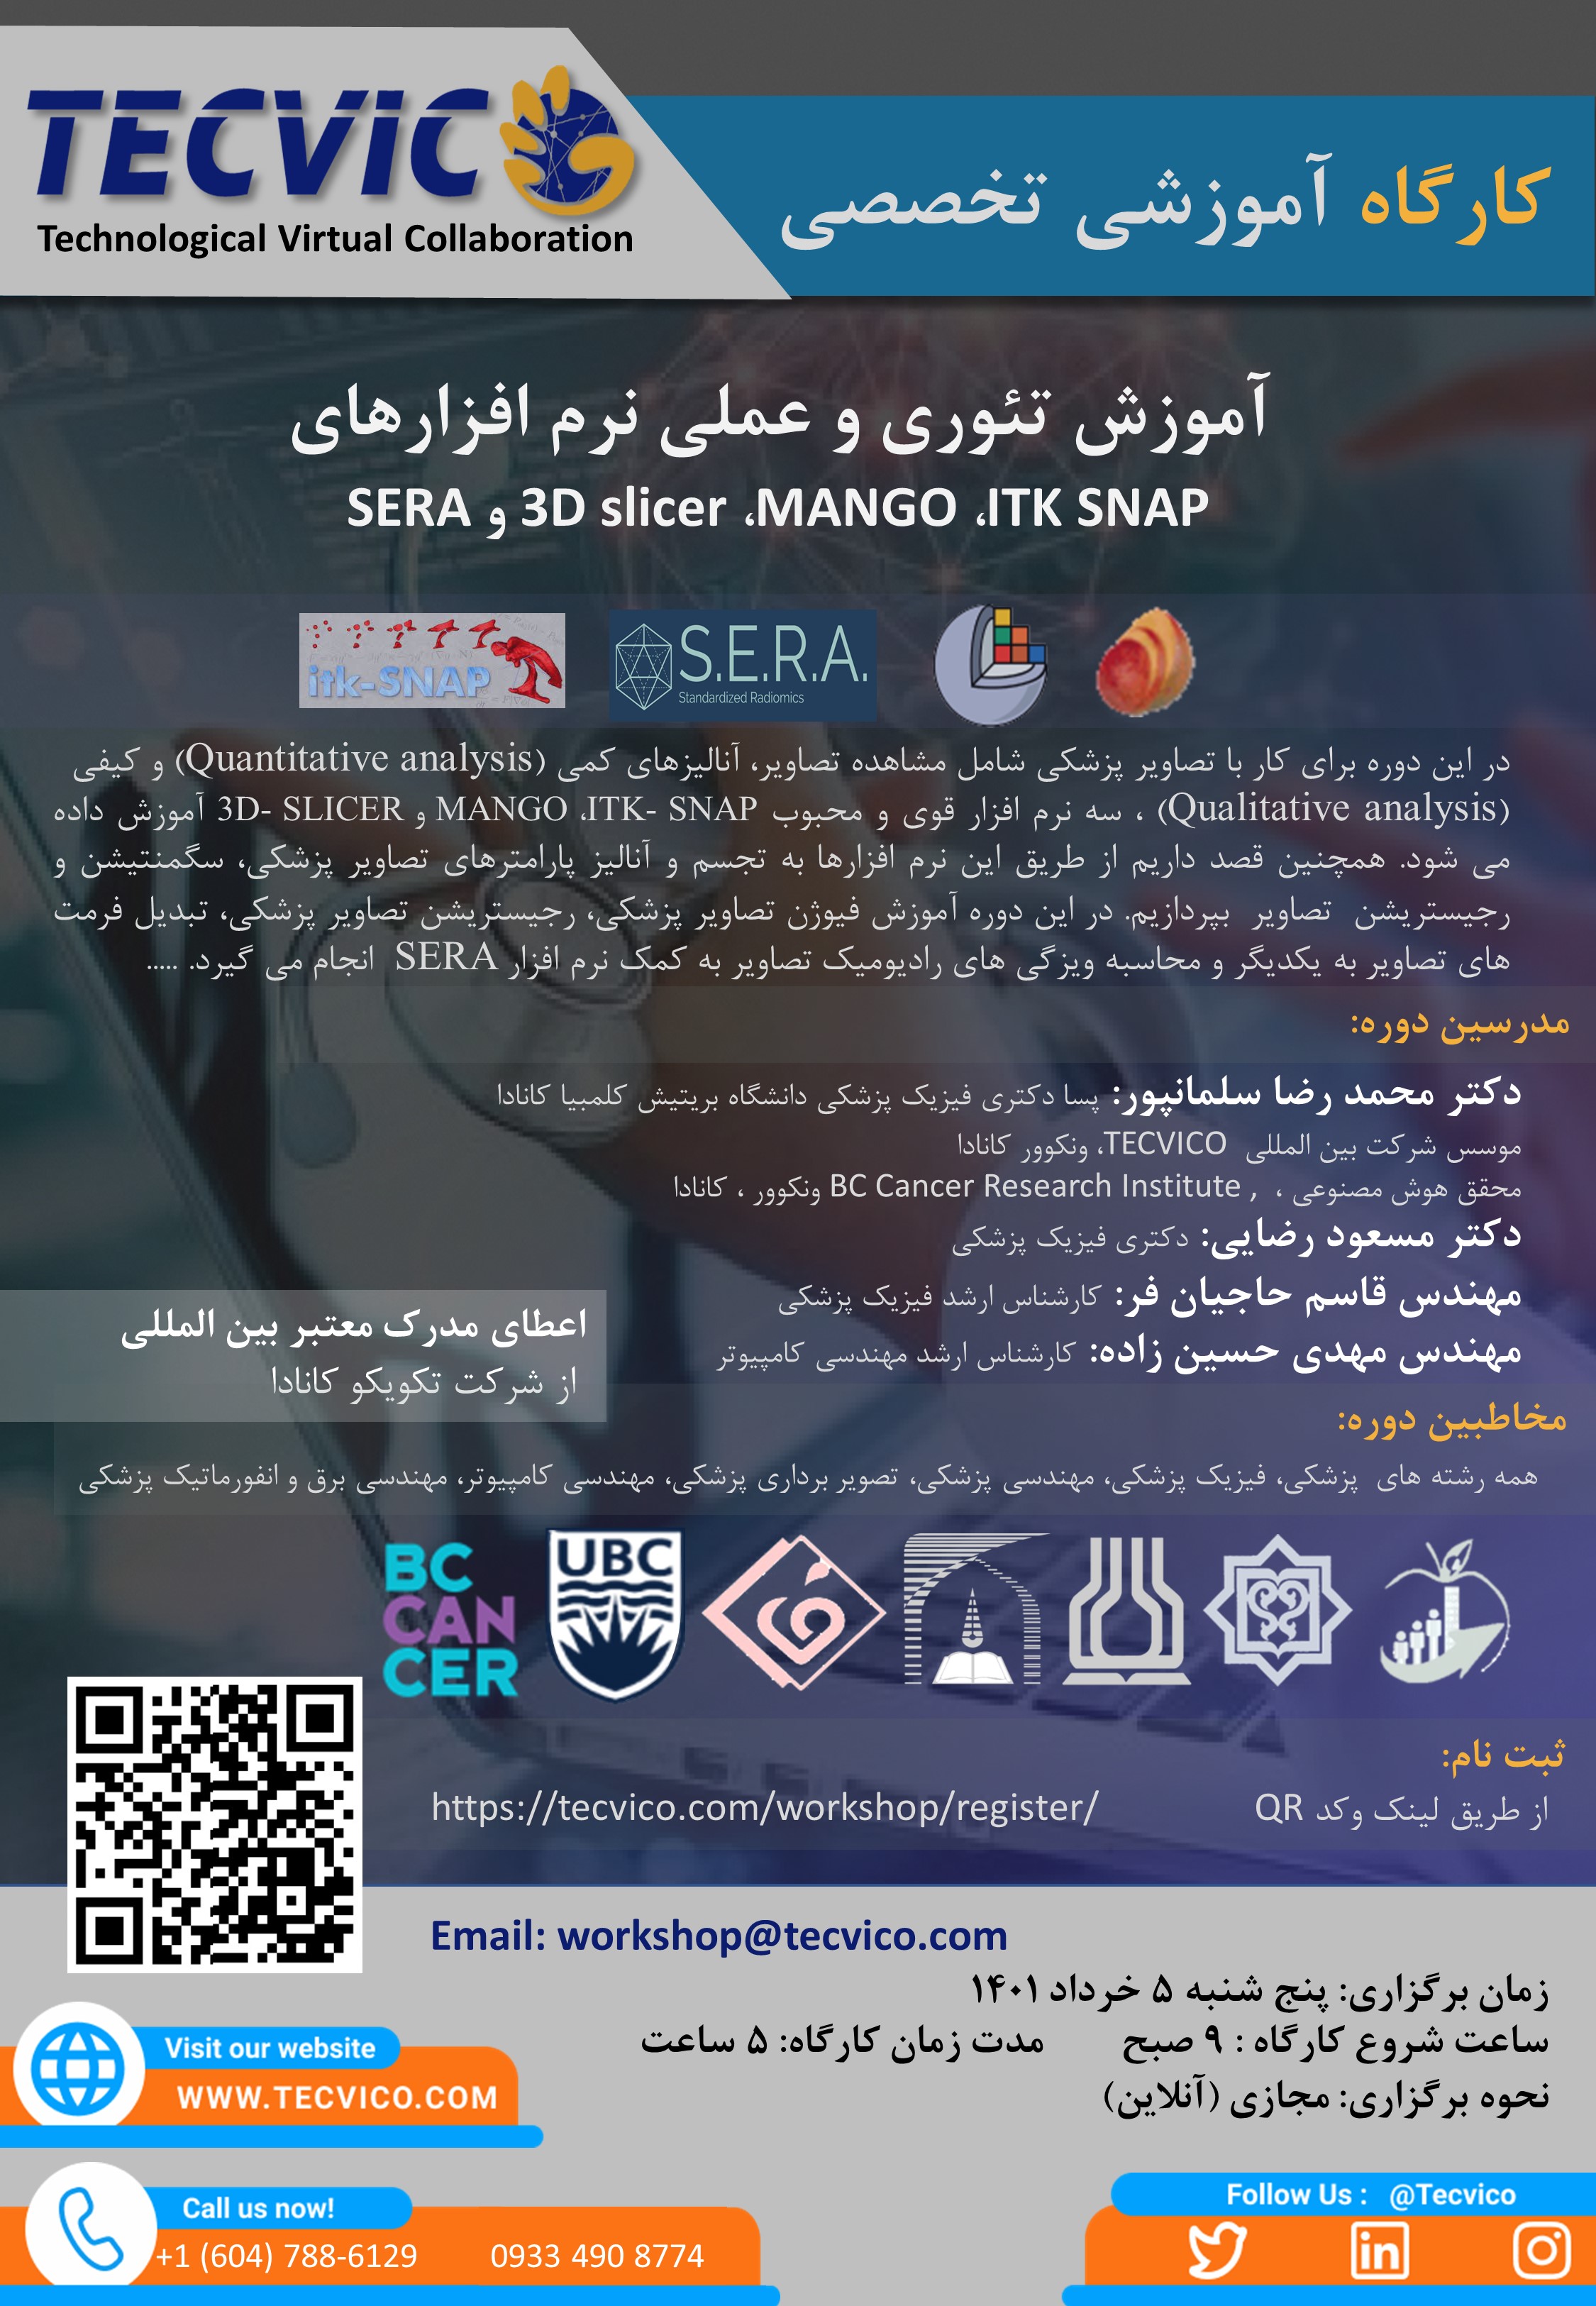 TECVICO
Technological Virtual Collaboration
کارگاه آموزشی تخصصی
آموزش تئوری و عملی نرم افزارهای
ITK SNAP، MANGO، 3D slicer و SERA
itk-SNAP
S.E.R.A.
Standardized Radiomics
در این دوره برای کار با تصاویر پزشکی شامل مشاهده تصاویر، آنالیزهای کمی (Quantitative analysis) و کیفی
(Qualitative analysis) ، سه نرم افزار قوی و محبوب ITK- SNAP، MANGO و 3D- SLICER آموزش داده
می شود. همچنین قصد داریم از طریق این نرم افزارها به تجسم و آنالیز پارامترهای تصاویر پزشکی، سگمنتیشن و
رجیستریشن تصاویر بپردازیم. در این دوره آموزش فیوژن تصاویر پزشکی، رجیستریشن تصاویر پزشکی، تبدیل فرمت
های تصاویر به یکدیگر و محاسبه ویزگی های رادیومیک تصاویر به کمک نرم افزار SERA انجام می گیرد. .....
مدرسین دوره:
دکتر محمد رضا سلمانپور: پسا دکتری فیزیک پزشکی دانشگاه بریتیش کلمبیا کانادا
موسس شرکت بین المللی TECVICO، ونکوور کانادا
محقق هوش مصنوعی ، BC Cancer Research Institute , ونکوور ، کانادا
دکتر مسعود رضایی: دکتری فیزیک پزشکی
مهندس قاسم حاجیان فر: کارشناس ارشد فیزیک پزشکی
مهندس مهدی حسین زاده: کارشناس ارشد مهندسی کامپیوتر
اعطای مدرک معتبر بین المللی
از شرکت تکویکو کانادا
مخاطبین دوره:
همه رشته های پزشکی، فیزیک پزشکی، مهندسی پزشکی، تصویر برداری پزشکی، مهندسی کامپیوتر، مهندسی برق و انفورماتیک پزشکی
BC
CAN
CER
UBC
ثبت نام:
از طریق لینک وکد QR
https://tecvico.com/workshop/register/
Email: workshop@tecvico.com
زمان برگزاری: پنج شنبه ۵ خرداد ۱۴۰۱
ساعت شروع کارگاه : ۹ صبح مدت زمان کارگاه: ۵ ساعت
نحوه برگزاری: مجازی (آنلاین)
Visit our website
WWW.TECVICO.COM
Call us now!
+1 (604) 788-6129 0933 490 8774
Follow Us : @Tecvico
in